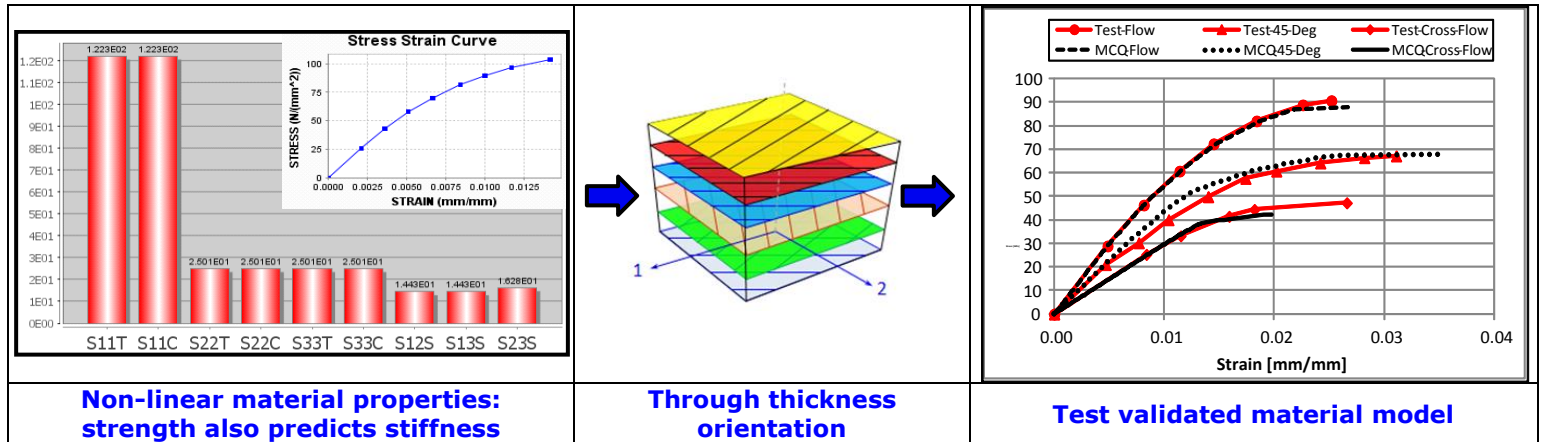 1.223E02 1.223E02
1.2E02
1.1E02
1E02
9E01
8E01
7E01
6E01
5E01
4E01
3E01
2E01
1E01
0E00
2.501E01 2.501E01 2.501E01 2.501E01
1.443E01 1.443E01 1.628E01
S11T S11C S22T S22C S33T S33C S12S S13S S23S
Stress Strain Curve
STRESS (N/(mm^2))
100
75
50
25
0
0.0000 0.0025 0.0050 0.0075 0.0100 0.0125
STRAIN (mm/mm)
Non-linear material properties:
strength also predicts stiffness
1
2
Through thickness
orientation
Test-Flow Test-45-Deg Test-Cross-Flow
MCQ-Flow MCQ-45-Deg MCQ-Cross-Flow
100
90
80
70
60
50
40
30
20
10
0
0.00 0.01 0.02 0.03 0.04
Strain [mm/mm]
Test validated material model